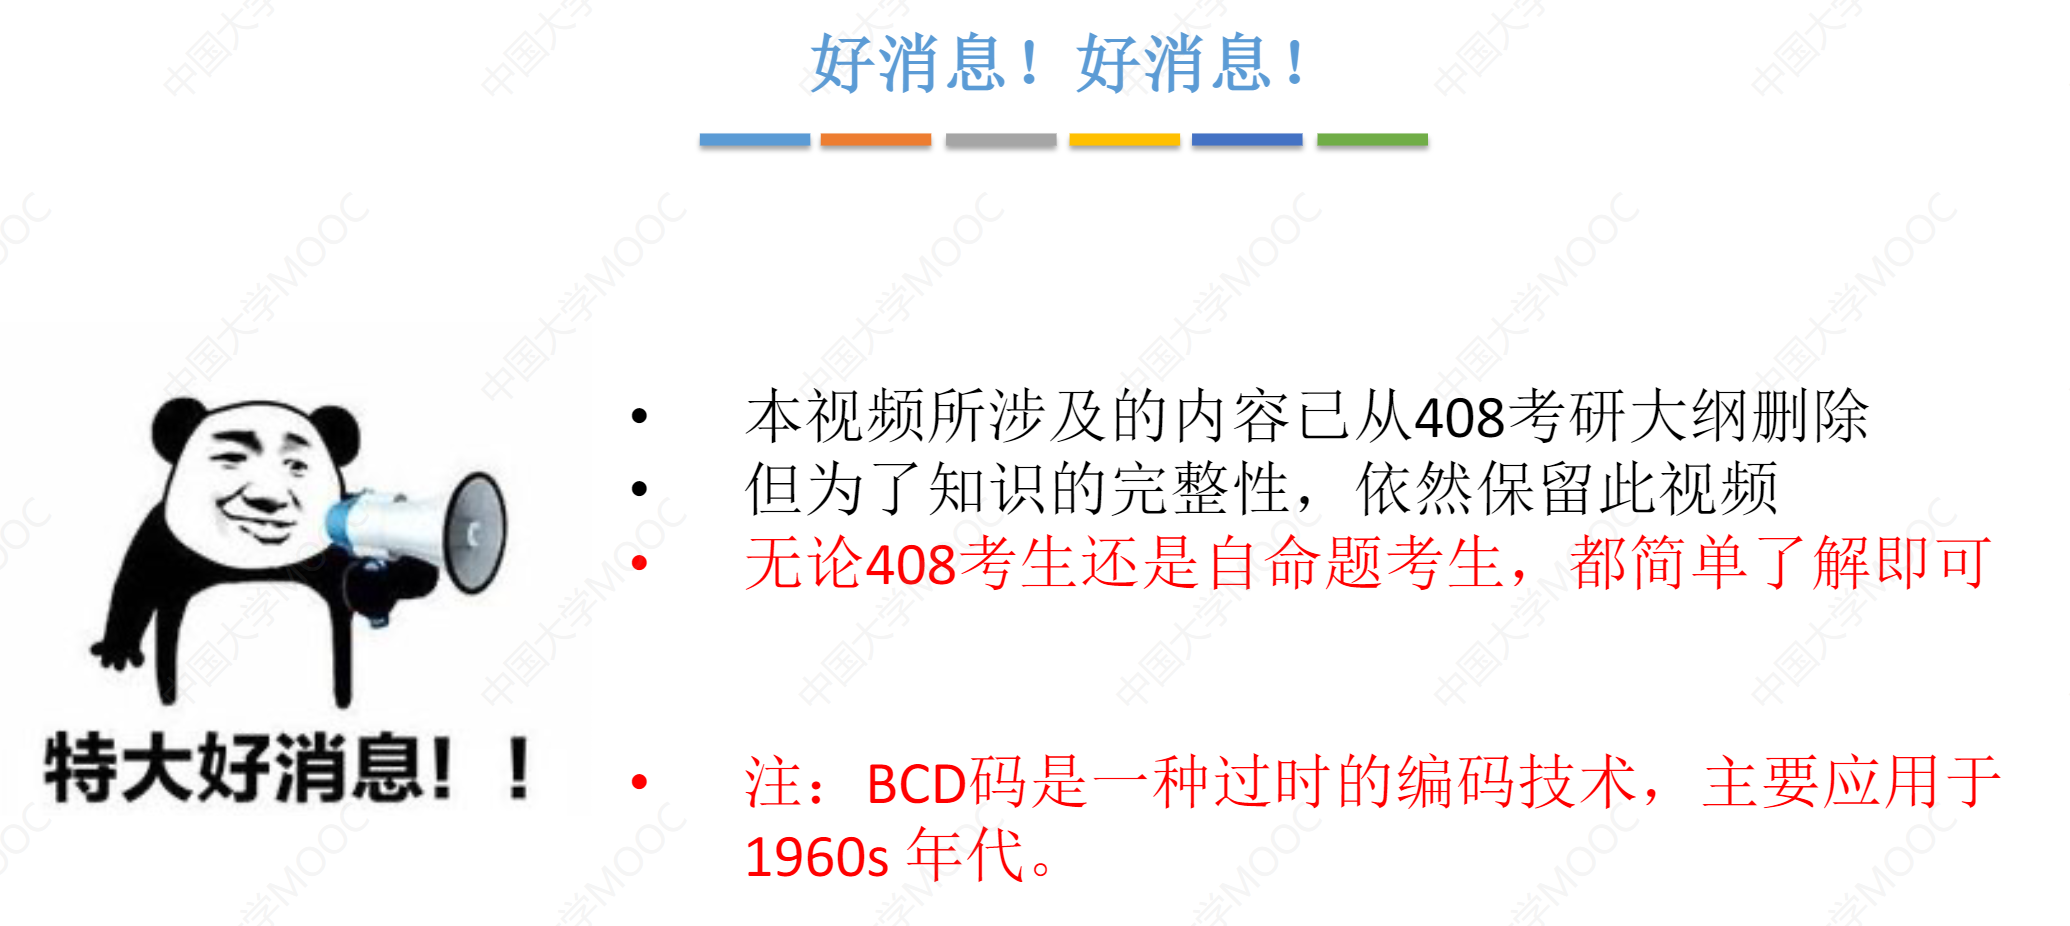 好消息！好消息！
• 本视频所涉及的内容已从408考研大纲删除
• 但为了知识的完整性，依然保留此视频
• 无论408考生还是自命题考生，都简单了解即可
特大好消息！！
• 注：BCD码是一种过时的编码技术，主要应用于
1960s 年代。
中国大学MOOC